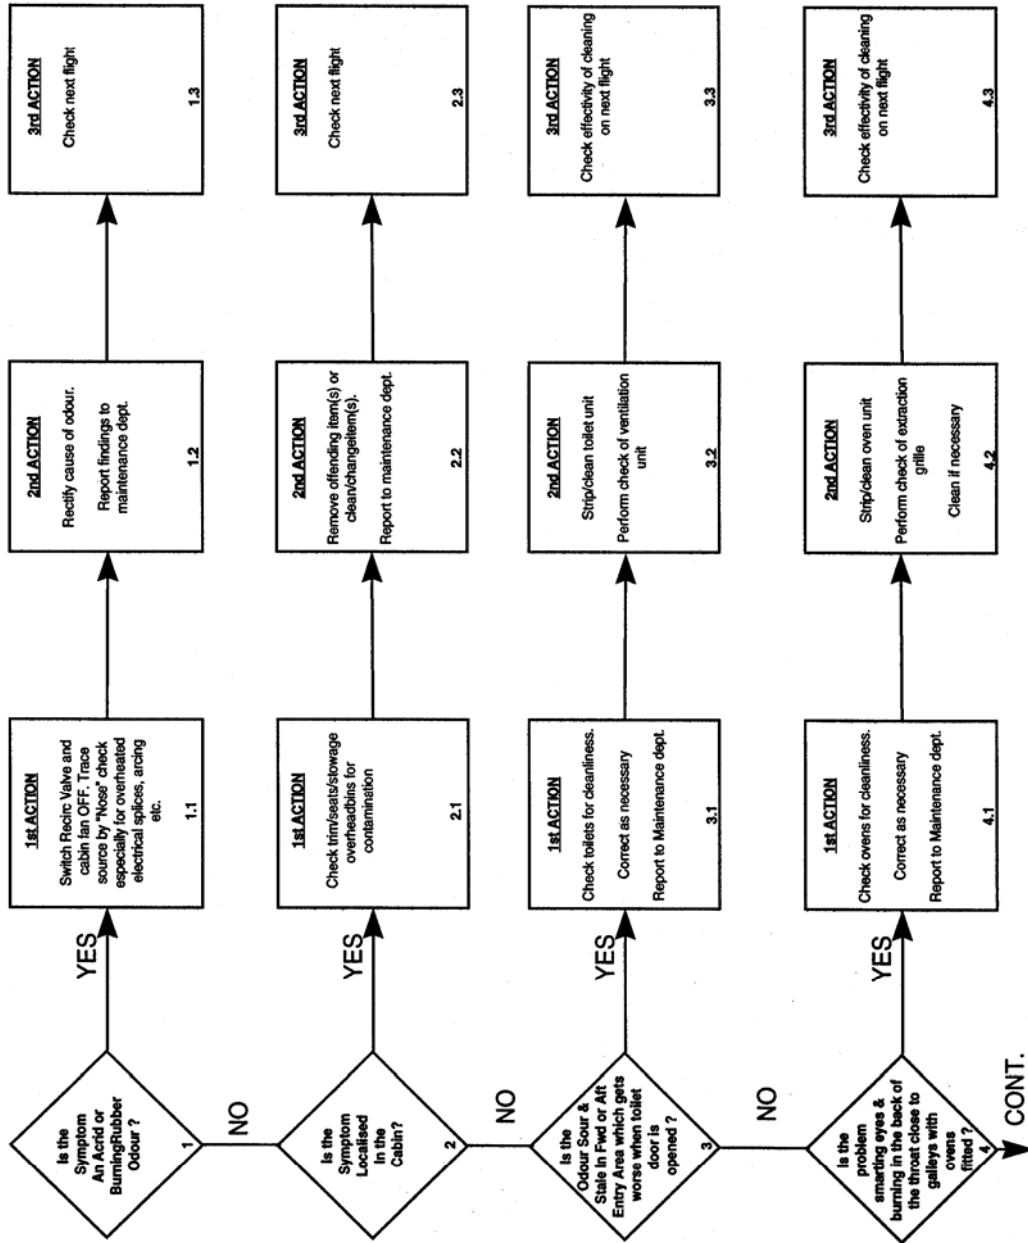 Is the
Symptom
An Acrid or
BurningRubber
Odour ?
1
YES
1st ACTION
Switch Recirc Valve and
cabin fan OFF. Trace
source by "Nose" check
especially for overheated
electrical splices, arcing
etc.
1.1
2nd ACTION
Rectify cause of odour.
Report findings to
maintenance dept.
1.2
3rd ACTION
Check next flight
1.3
NO
Is the
Symptom
Localised
In the
Cabin?
2
YES
1st ACTION
Check trim/seats/stowage
overheadbins for
contamination
2.1
2nd ACTION
Remove offending item(s) or
clean/changeitem(s).
Report to maintenance dept.
2.2
3rd ACTION
Check next flight
2.3
NO
Is the
Odour Sour &
Stale in Fwd or Aft
Entry Area which gets
worse when toilet
door is
opened ?
3
YES
1st ACTION
Check toilets for cleanliness.
Correct as necessary
Report to Maintenance dept.
3.1
2nd ACTION
Strip/clean toilet unit
Perform check of ventilation
unit
3.2
3rd ACTION
Check effectivity of cleaning
on next flight
3.3
NO
Is the
problem
smarting eyes &
burning in the back of
the throat close to
galleys with
ovens
fitted ?
4
YES
1st ACTION
Check ovens for cleanliness.
Correct as necessary
Report to Maintenance dept.
4.1
2nd ACTION
Strip/clean oven unit
Perform check of extraction
grille
Clean if necessary
4.2
3rd ACTION
Check effectivity of cleaning
on next flight
4.3
CONT.